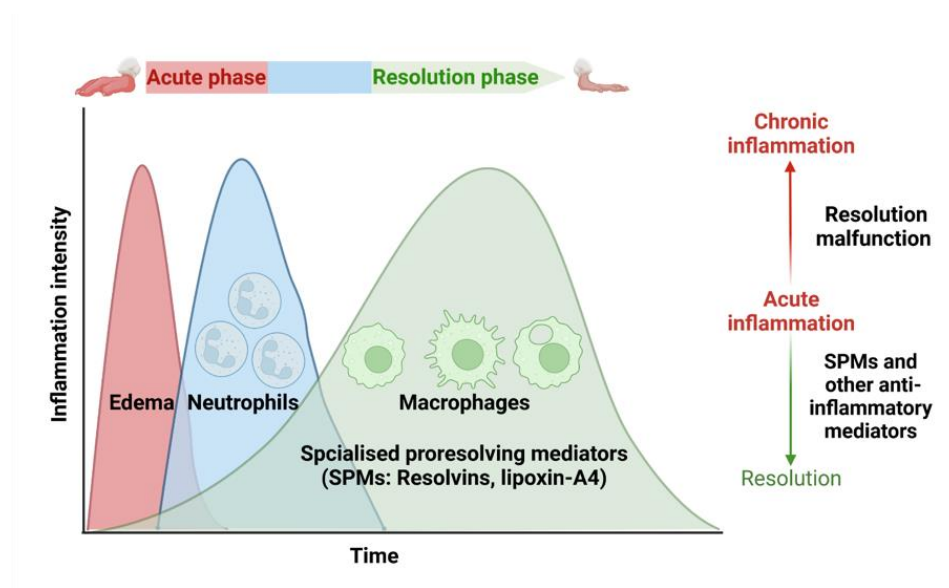 Acute phase
Resolution phase
Chronic
inflammation
Resolution
malfunction
Acute
inflammation
SPMs and
other anti-
inflammatory
mediators
Resolution
Inflammation intensity
Edema
Neutrophils
Macrophages
Spcialised proresolving mediators
(SPMs: Resolvins, lipoxin-A4)
Time